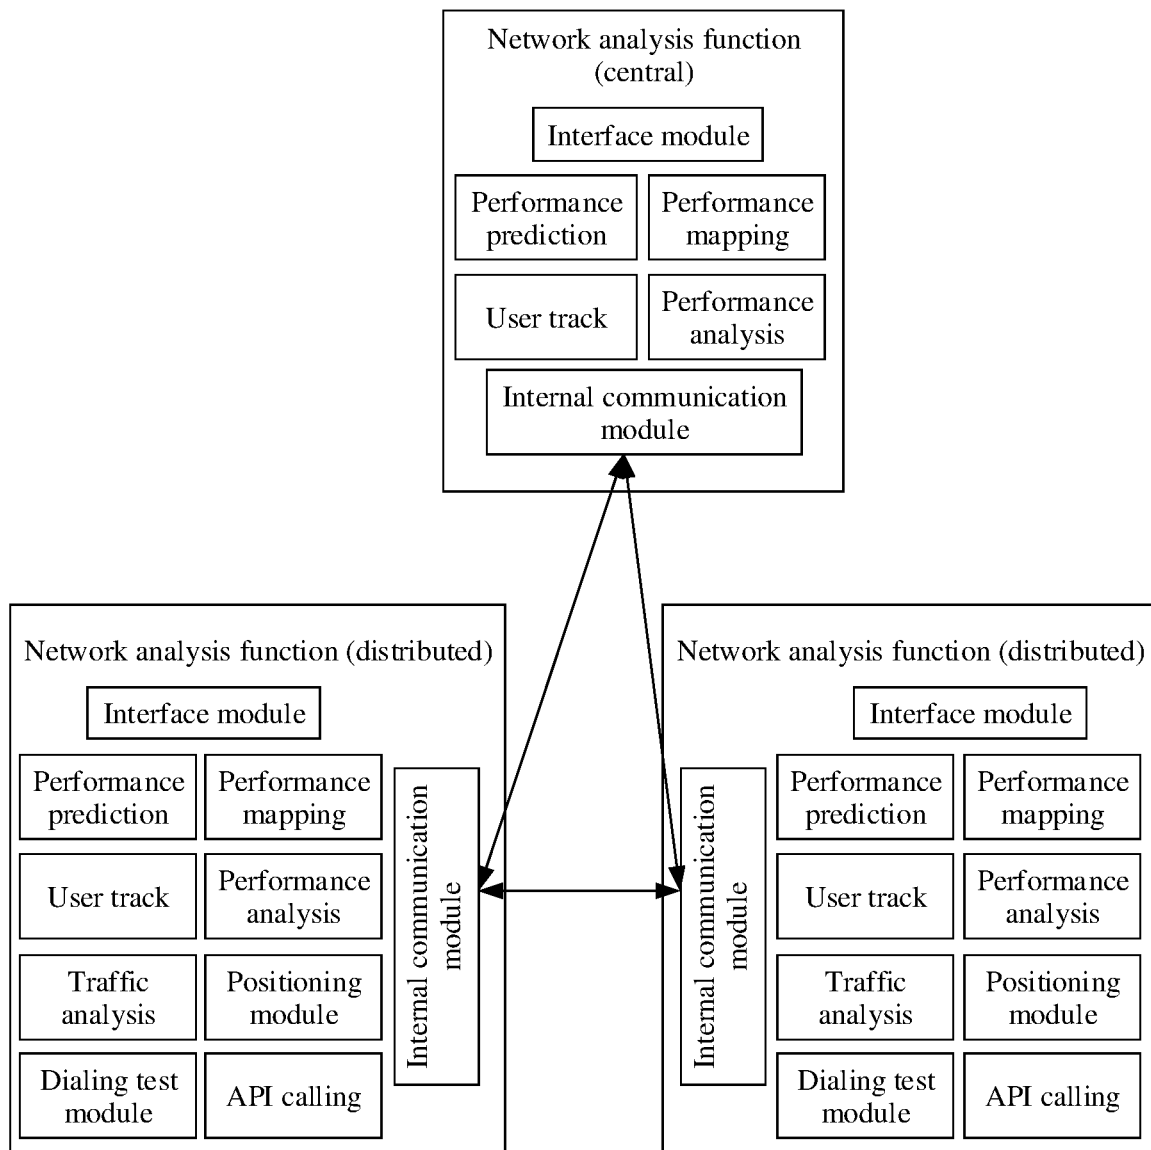 Network analysis function
(central)
Interface module
Performance
prediction
Performance
mapping
User track
Performance
analysis
Internal communication
module
Network analysis function (distributed)
Interface module
Performance
prediction
Performance
mapping
User track
Performance
analysis
Traffic
analysis
Positioning
module
Dialing test
module
API calling
Internal communication
module
Network analysis function (distributed)
Interface module
Internal communication
module
Performance
prediction
Performance
mapping
User track
Performance
analysis
Traffic
analysis
Positioning
module
Dialing test
module
API calling